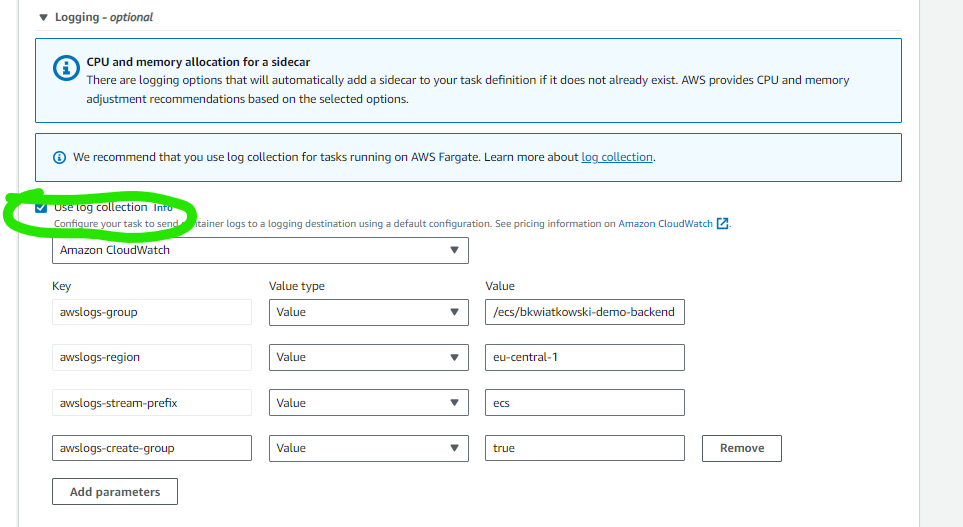 Logging - optional
CPU and memory allocation for a sidecar
There are logging options that will automatically add a sidecar to your task definition if it does not already exist. AWS provides CPU and memory
adjustment recommendations based on the selected options.
We recommend that you use log collection for tasks running on AWS Fargate. Learn more about log collection.
Use log collection Info
Configure your task to send container logs to a logging destination using a default configuration. See pricing information on Amazon CloudWatch.
Amazon CloudWatch
Key Value type Value
awslogs-group Value /ecs/bkwiatkowski-demo-backend
awslogs-region Value eu-central-1
awslogs-stream-prefix Value ecs
awslogs-create-group Value true Remove
Add parameters